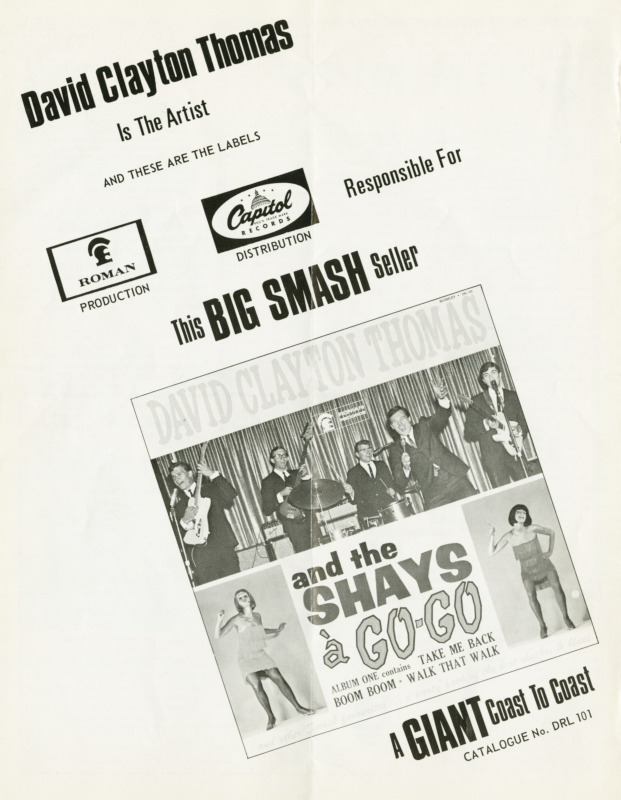 David Clayton Thomas
Is The Artist
AND THESE ARE THE LABELS
Responsible For
Capitol
RECORDS
DISTRIBUTION
ROMAN
PRODUCTION
This BIG SMASH Seller
DAVID CLAYTON THOMAS
and the
SHAYS
à GO-GO
ALBUM ONE contains TAKE ME BACK
BOOM BOOM - WALK THAT WALK
A GIANT Coast To Coast
CATALOGUE No. DRL 101